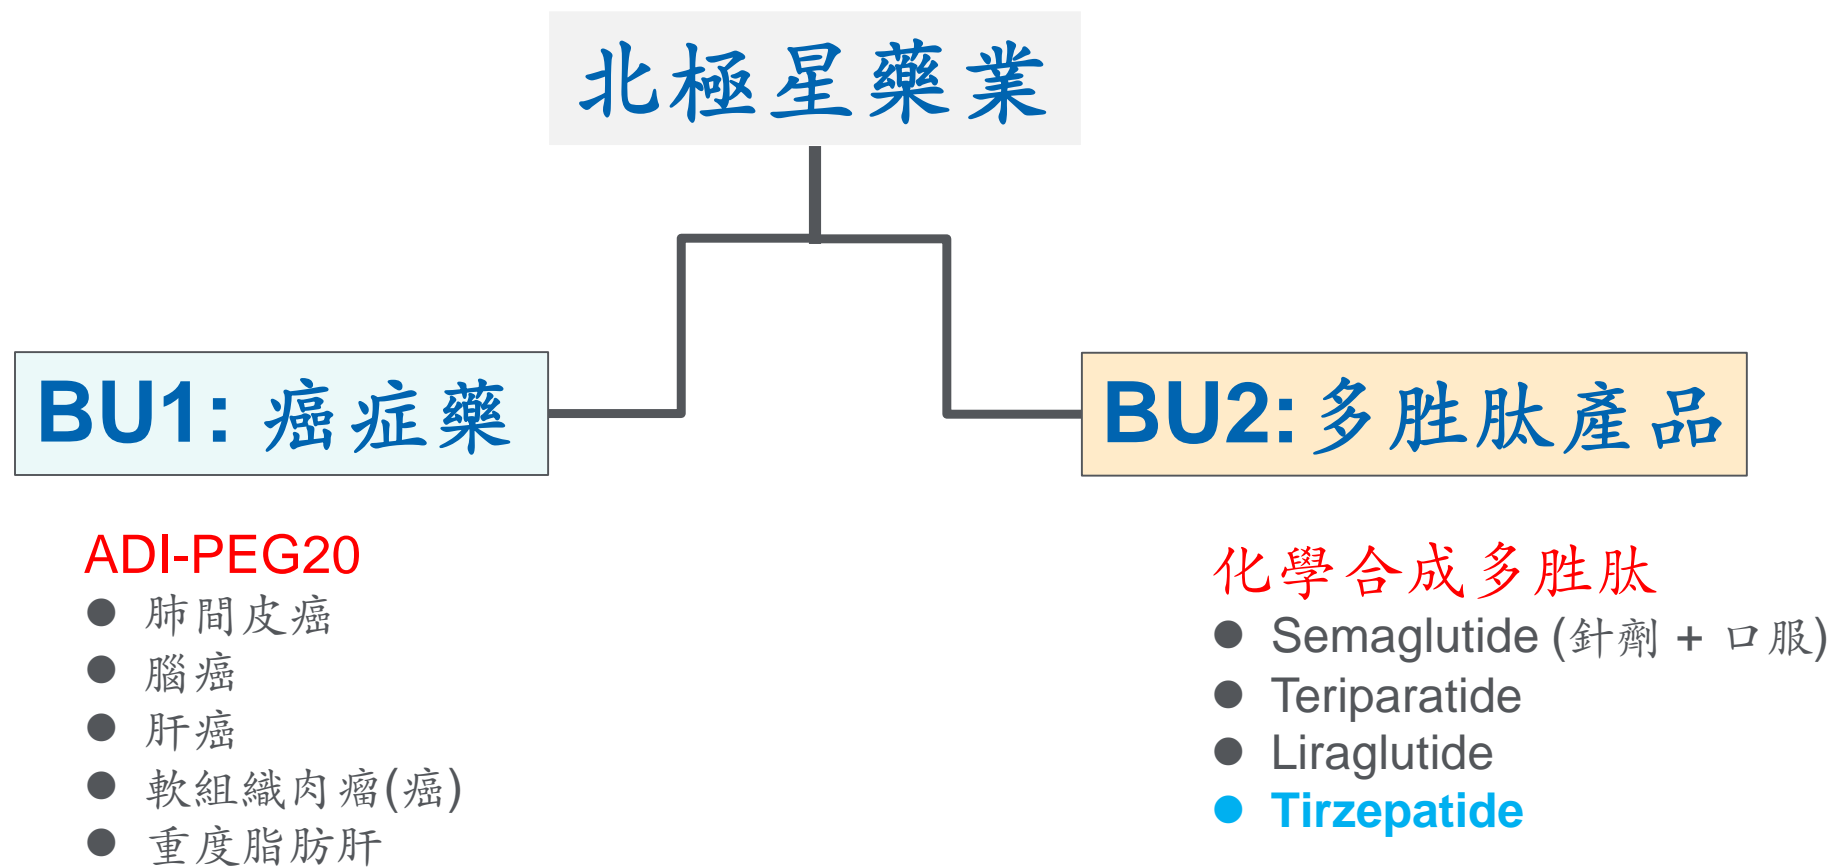 北極星藥業
BU1: 癌症藥
ADI-PEG20
● 肺間皮癌
● 腦癌
● 肝癌
● 軟組織肉瘤(癌)
● 重度脂肪肝
BU2:多胜肽產品
化學合成多胜肽
● Semaglutide (針劑 + 口服)
● Teriparatide
● Liraglutide
● Tirzepatide